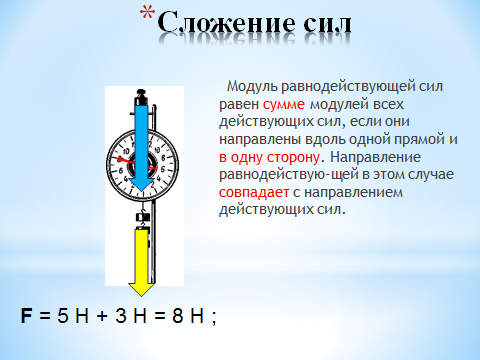 *Сложение сил
Модуль равнодействующей сил
равен сумме модулей всех
действующих сил, если они
направлены вдоль одной прямой и
в одну сторону. Направление
равнодействую-щей в этом случае
совпадает с направлением
действующих сил.
F = 5 Н + 3 Н = 8 Н ;